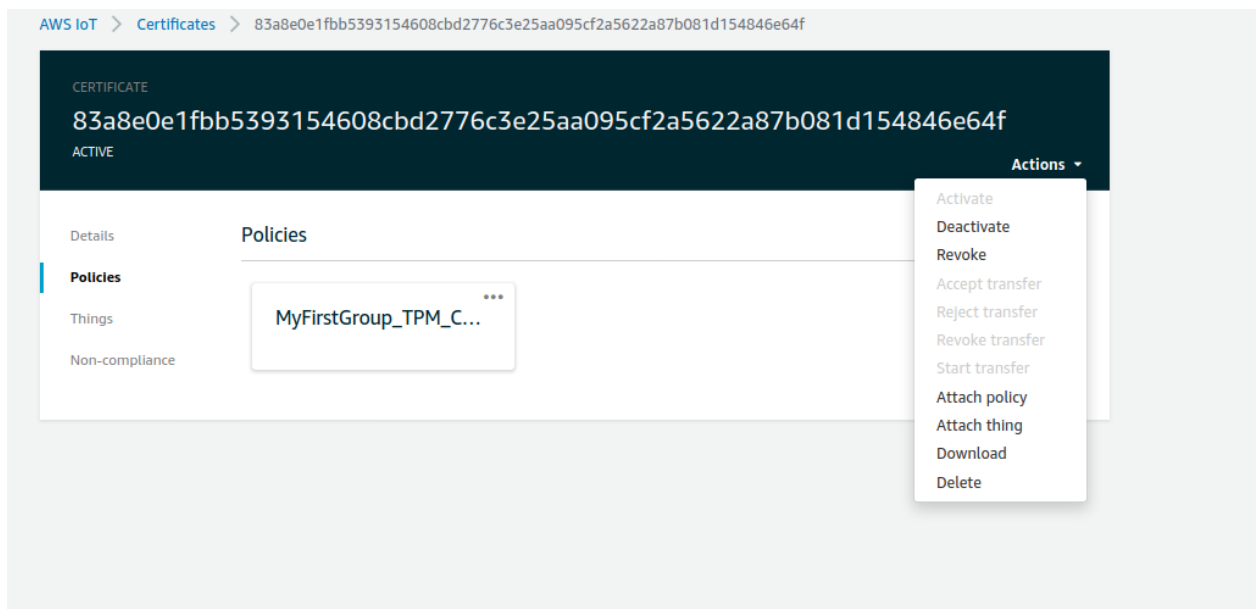 AWS IoT > Certificates > 83a8e0e1fbb5393154608cbd2776c3e25aa095cf2a5622a87b081d154846e64f
CERTIFICATE
83a8e0e1fbb5393154608cbd2776c3e25aa095cf2a5622a87b081d154846e64f
ACTIVE
Actions
Activate
Deactivate
Revoke
Accept transfer
Reject transfer
Revoke transfer
Start transfer
Attach policy
Attach thing
Download
Delete
Details
Policies
Things
Non-compliance
Policies
MyFirstGroup_TPM_C...